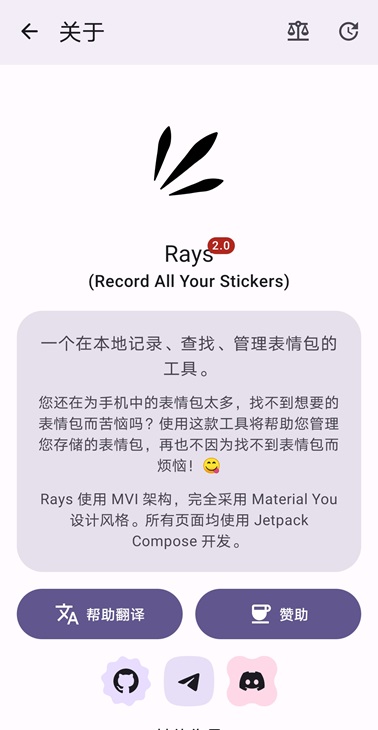 关于
Rays
2.0
(Record All Your Stickers)
一个在本地记录、查找、管理表情包的
工具。
您还在为手机中的表情包太多，找不到想要的
表情包而苦恼吗？使用这款工具将帮助您管理
您存储的表情包，再也不因为找不到表情包而
烦恼！😋
Rays 使用 MVI 架构，完全采用 Material You
设计风格。所有页面均使用 Jetpack
Compose 开发。
帮助翻译
赞助